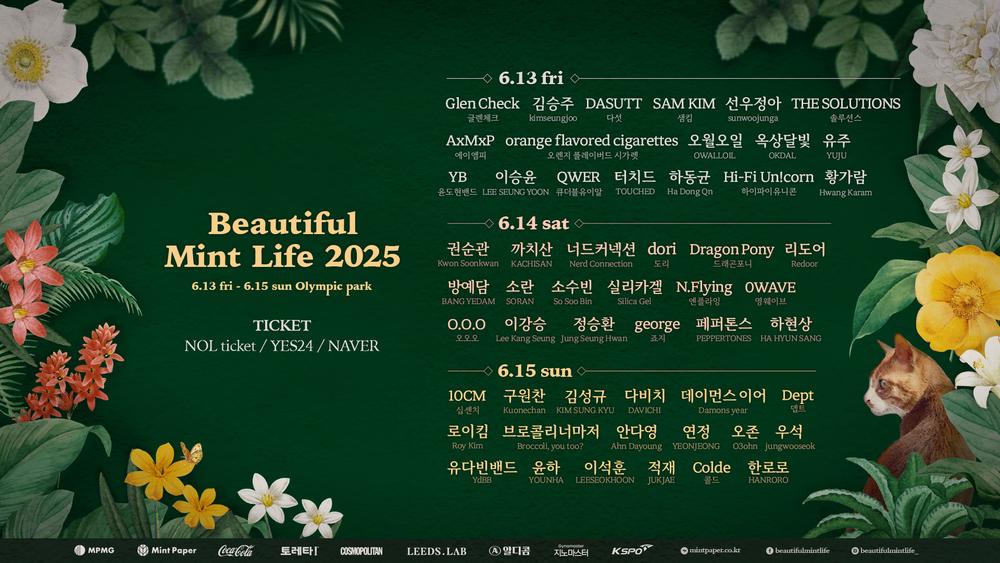 Beautiful
Mint Life 2025
6.13 fri - 6.15 sun Olympic park
TICKET
NOL ticket / YES24 / NAVER
6.13 fri
Glen Check 김승주 DASUTT SAM KIM 선우정아 THE SOLUTIONS
글렌체크 kimseungjoo 다섯 샘킴 sunwoojunga 솔루션스
AxMxP orange flavored cigarettes 오월오일 옥상달빛 유주
에이엠피 오렌지 플레이버드 시가렛 OWALLOIL OKDAL YUJU
YB 이승윤 QWER 터치드 하동균 Hi-Fi Un!corn 황가람
윤도현밴드 LEE SEUNG YOON 큐더블유이알 TOUCHED Ha Dong Qn 하이파이유니콘 Hwang Karam
6.14 sat
권순관 까치산 너드커넥션 dori Dragon Pony 리도어
Kwon Soonkwan KACHISAN Nerd Connection 도리 드래곤포니 Redoor
방예담 소란 소수빈 실리카겔 N.Flying 0WAVE
BANG YEDAM SORAN So Soo Bin Silica Gel 엔플라잉 영웨이브
O.O.O 이강승 정승환 george 페퍼톤스 하현상
오오오 Lee Kang Seung Jung Seung Hwan 죠지 PEPPERTONES HA HYUN SANG
6.15 sun
10CM 구원찬 김성규 다비치 데이먼스 이어 Dept
십센치 Kuonechan KIM SUNG KYU DAVICHI Damons year 뎁트
로이킴 브로콜리너마저 안다영 연정 오존 우석
Roy Kim Broccoli, you too? Ahn Dayoung YEONJEONG O3ohn jungwooseok
유다빈밴드 윤하 이석훈 적재 Colde 한로로
YdBB YOUNHA LEESEOKHOON JUKJAE 콜드 HANRORO
MPMG Mint Paper Coca-Cola 토레타! COSMOPOLITAN LEEDS.LAB 알디콤 Gynomaster 지노마스터 KSPO mintpaper.co.kr beautifulmintlife beautifulmintlife_